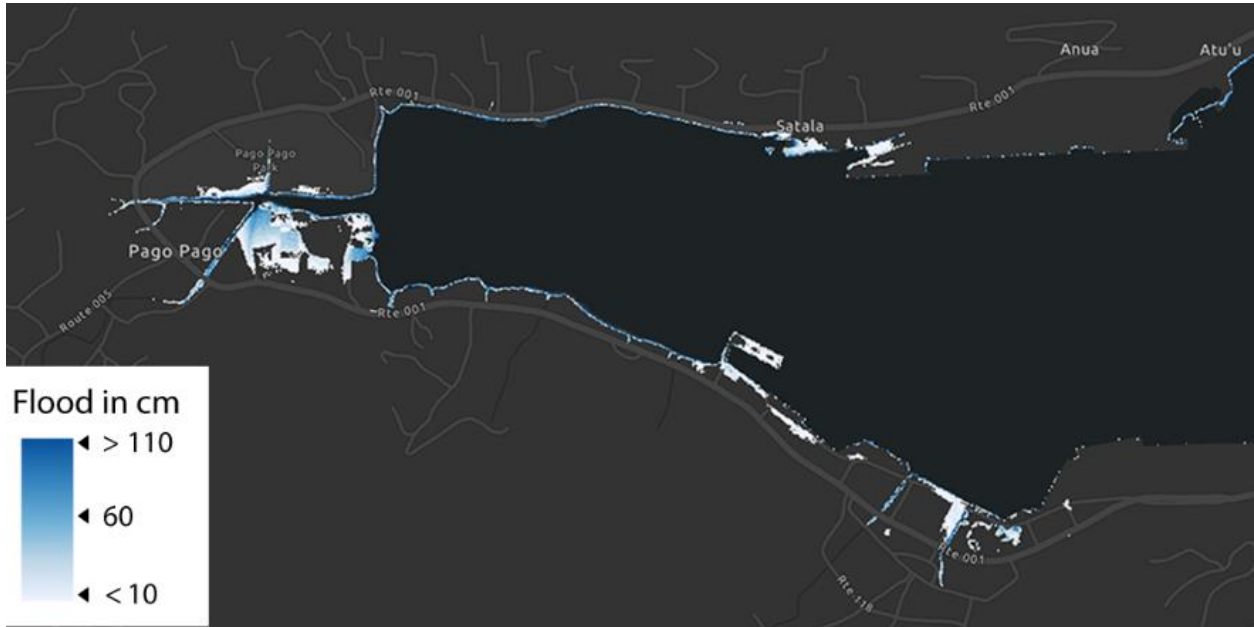 Anua
Atu'u
Rte 001
Rte 001
Satala
Pago Pago
Park
Pago Pago
Route 005
Rte 001
Rte 001
Rte 118
Flood in cm
> 110
60
< 10